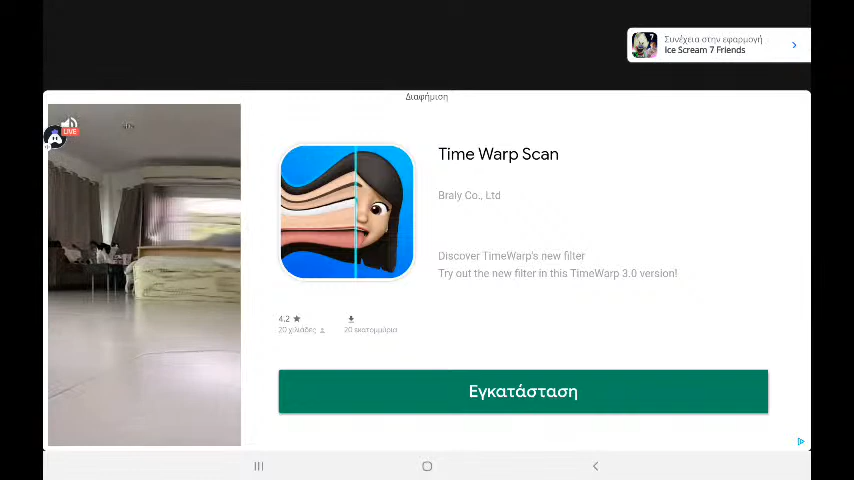 Συνέχεια στην εφαρμογή
Ice Scream 7 Friends
Διαφήμιση
LIVE
Time Warp Scan
Braly Co., Ltd
Discover TimeWarp's new filter
Try out the new filter in this TimeWarp 3.0 version!
4.2
20 χιλιάδες
20 εκατομμύρια
Εγκατάσταση